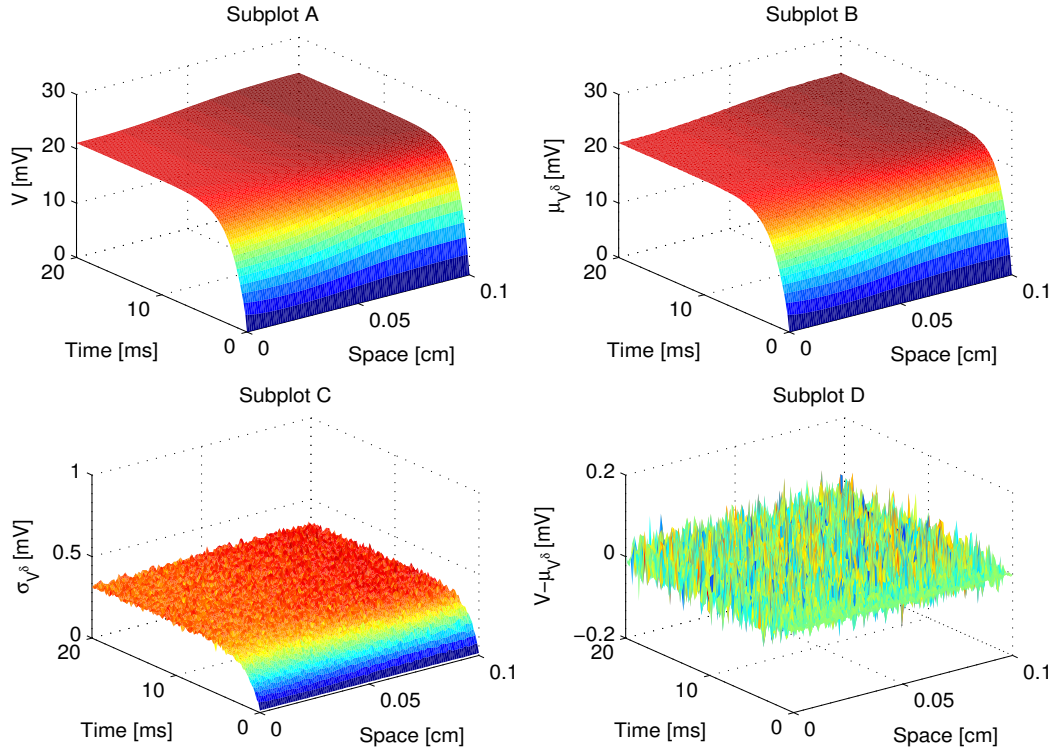 Subplot A
30
20
10
0
V [mV]
20
10
0
Time [ms]
0
0.05
0.1
Space [cm]
Subplot B
30
20
10
0
μ_V^δ [mV]
20
10
0
Time [ms]
0
0.05
0.1
Space [cm]
Subplot C
1
0.5
0
σ_V^δ [mV]
20
10
0
Time [ms]
0
0.05
0.1
Space [cm]
Subplot D
0.2
0
−0.2
V−μ_V^δ [mV]
20
10
0
Time [ms]
0
0.05
0.1
Space [cm]